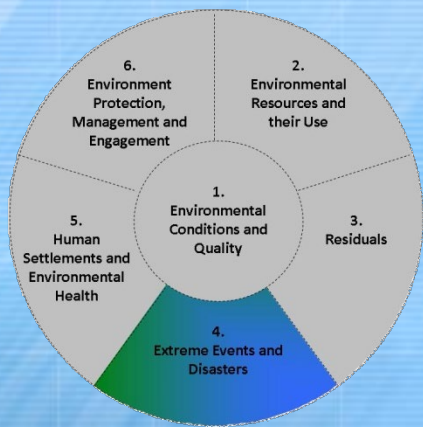 1.
Environmental
Conditions and
Quality
2.
Environmental
Resources and
their Use
3.
Residuals
4.
Extreme Events and
Disasters
5.
Human
Settlements and
Environmental
Health
6.
Environment
Protection,
Management and
Engagement